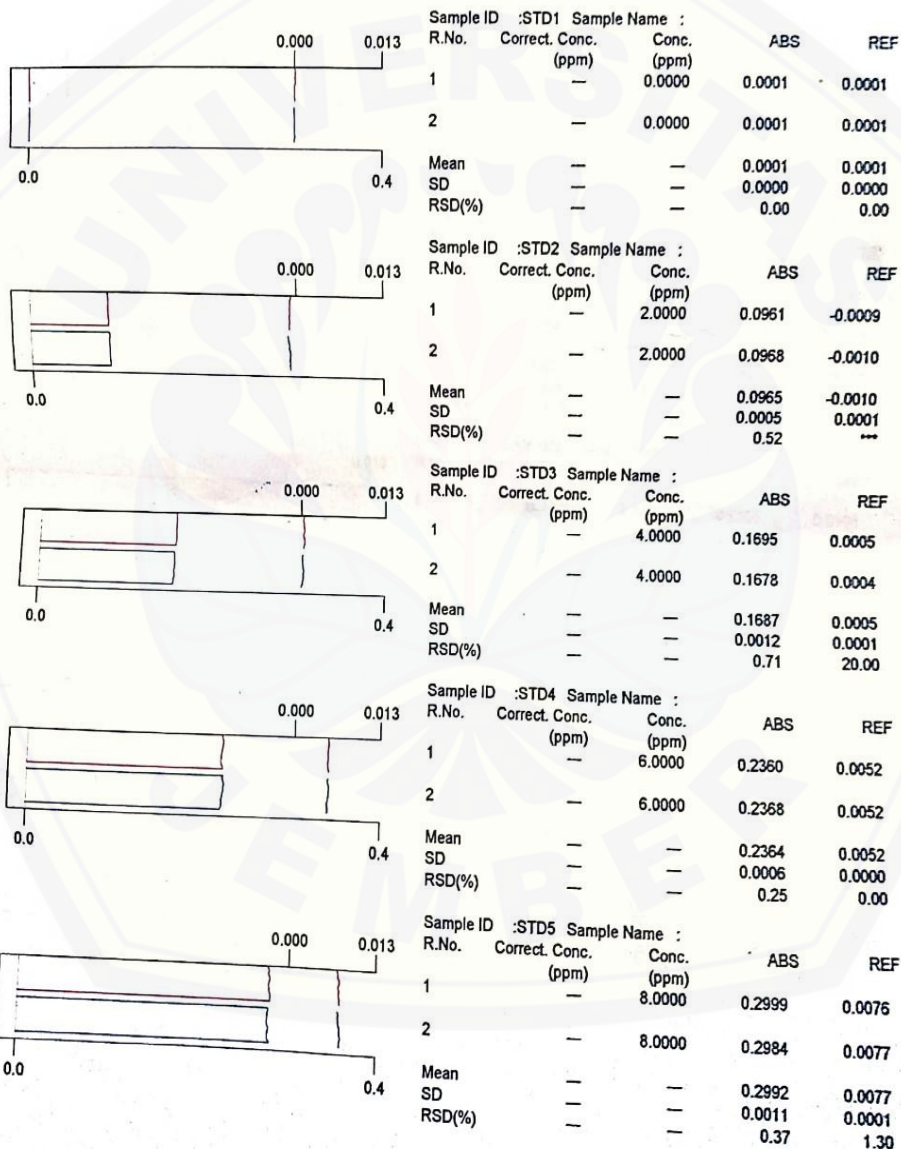 Sample ID :STD1 Sample Name :
0.000 0.013 R.No. Correct. Conc. Conc. ABS REF
(ppm) (ppm)
1 — 0.0000 0.0001 0.0001
2 — 0.0000 0.0001 0.0001
Mean — — 0.0001 0.0001
0.0 0.4 SD — — 0.0000 0.0000
RSD(%) — — 0.00 0.00
Sample ID :STD2 Sample Name :
0.000 0.013 R.No. Correct. Conc. Conc. ABS REF
(ppm) (ppm)
1 — 2.0000 0.0961 -0.0009
2 — 2.0000 0.0968 -0.0010
Mean — — 0.0965 -0.0010
0.0 0.4 SD — — 0.0005 0.0001
RSD(%) — — 0.52 ***
Sample ID :STD3 Sample Name :
0.000 0.013 R.No. Correct. Conc. Conc. ABS REF
(ppm) (ppm)
1 — 4.0000 0.1695 0.0005
2 — 4.0000 0.1678 0.0004
Mean — — 0.1687 0.0005
0.0 0.4 SD — — 0.0012 0.0001
RSD(%) — — 0.71 20.00
Sample ID :STD4 Sample Name :
0.000 0.013 R.No. Correct. Conc. Conc. ABS REF
(ppm) (ppm)
1 — 6.0000 0.2360 0.0052
2 — 6.0000 0.2368 0.0052
Mean — — 0.2364 0.0052
0.0 0.4 SD — — 0.0006 0.0000
RSD(%) — — 0.25 0.00
Sample ID :STD5 Sample Name :
0.000 0.013 R.No. Correct. Conc. Conc. ABS REF
(ppm) (ppm)
1 — 8.0000 0.2999 0.0076
2 — 8.0000 0.2984 0.0077
Mean — — 0.2992 0.0077
0.0 0.4 SD — — 0.0011 0.0001
RSD(%) — — 0.37 1.30
UNIVERSITAS
JEMBER